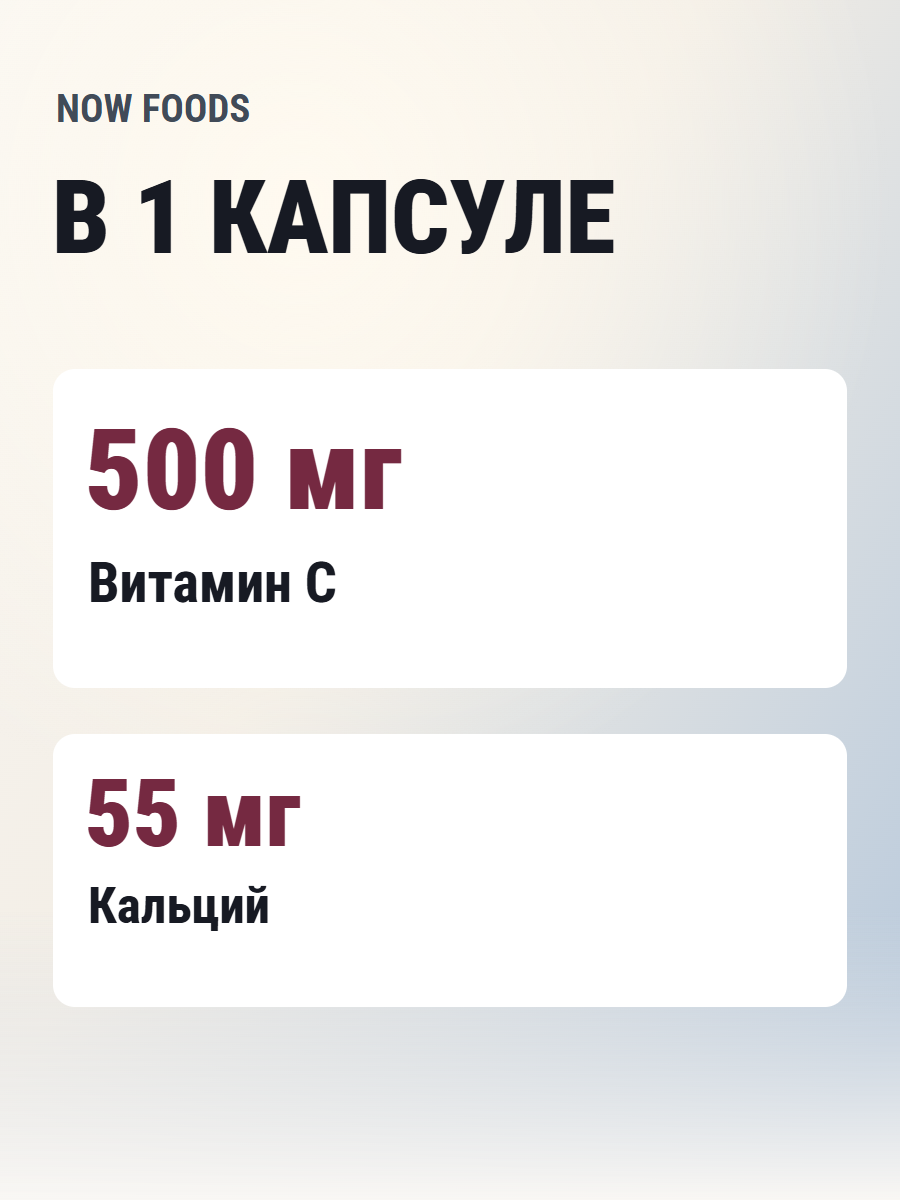 NOW FOODS
В 1 КАПСУЛЕ
500 мг
Витамин С
55 мг
Кальций